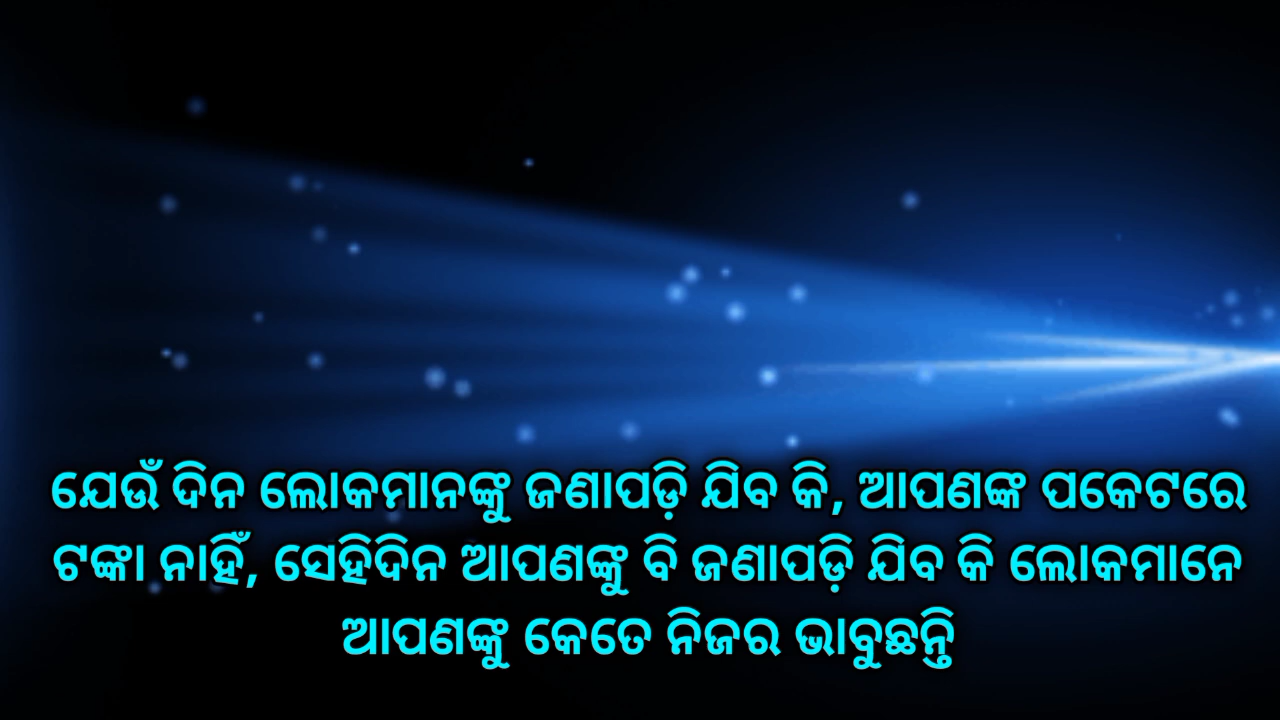 ଯେଉଁ ଦିନ ଲୋକମାନଙ୍କୁ ଜଣାପଡ଼ି ଯିବ କି, ଆପଣଙ୍କ ପକେଟରେ
ଟଙ୍କା ନାହିଁ, ସେହିଦିନ ଆପଣଙ୍କୁ ବି ଜଣାପଡ଼ି ଯିବ କି ଲୋକମାନେ
ଆପଣଙ୍କୁ କେତେ ନିଜର ଭାବୁଛନ୍ତି